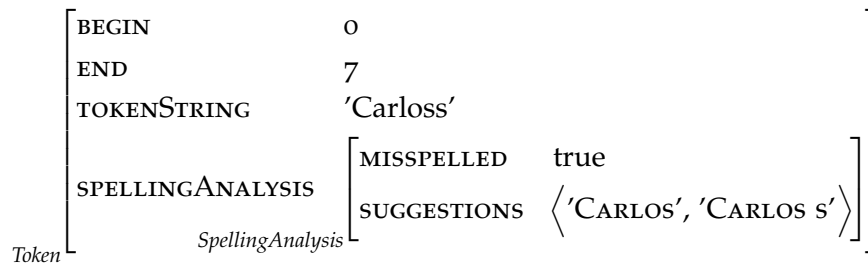 BEGIN 0
END 7
TOKENSTRING 'Carloss'
SPELLINGANALYSIS
MISSPELLED true
SUGGESTIONS ⟨'CARLOS', 'CARLOS S'⟩
SpellingAnalysis
Token